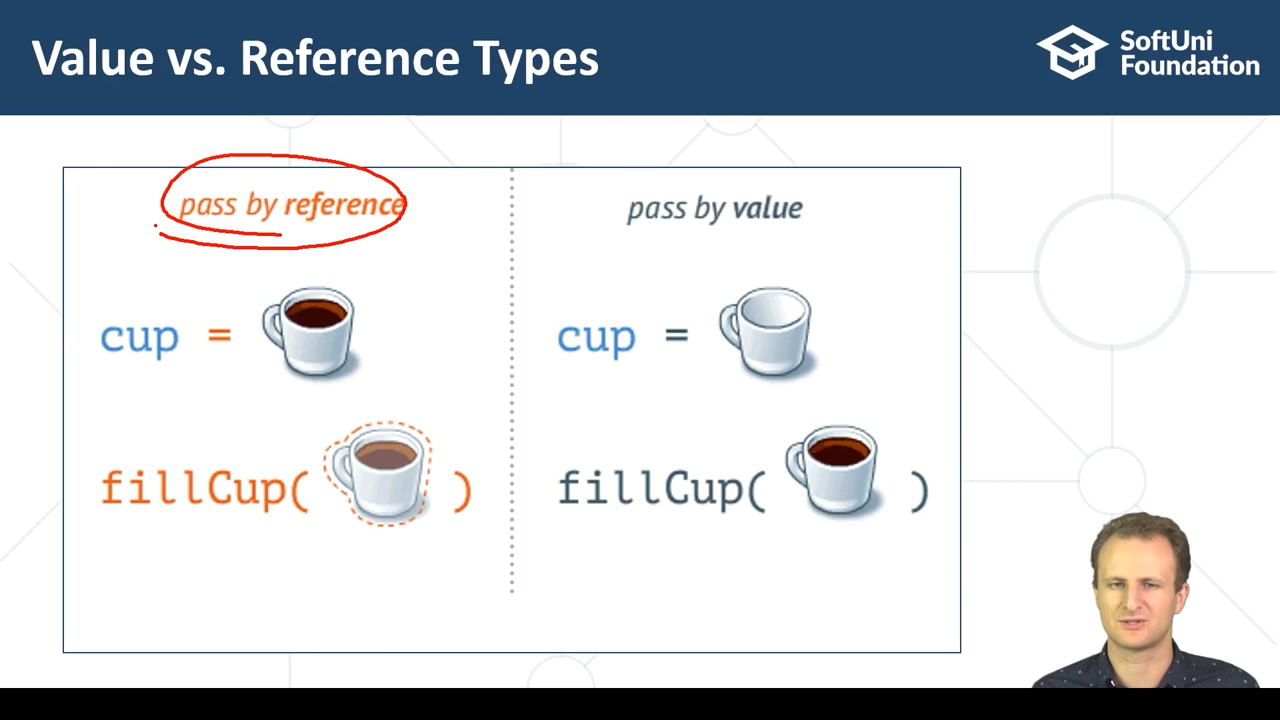 Value vs. Reference Types
SoftUni
Foundation
pass by reference
cup =
fillCup( )
pass by value
cup =
fillCup( )